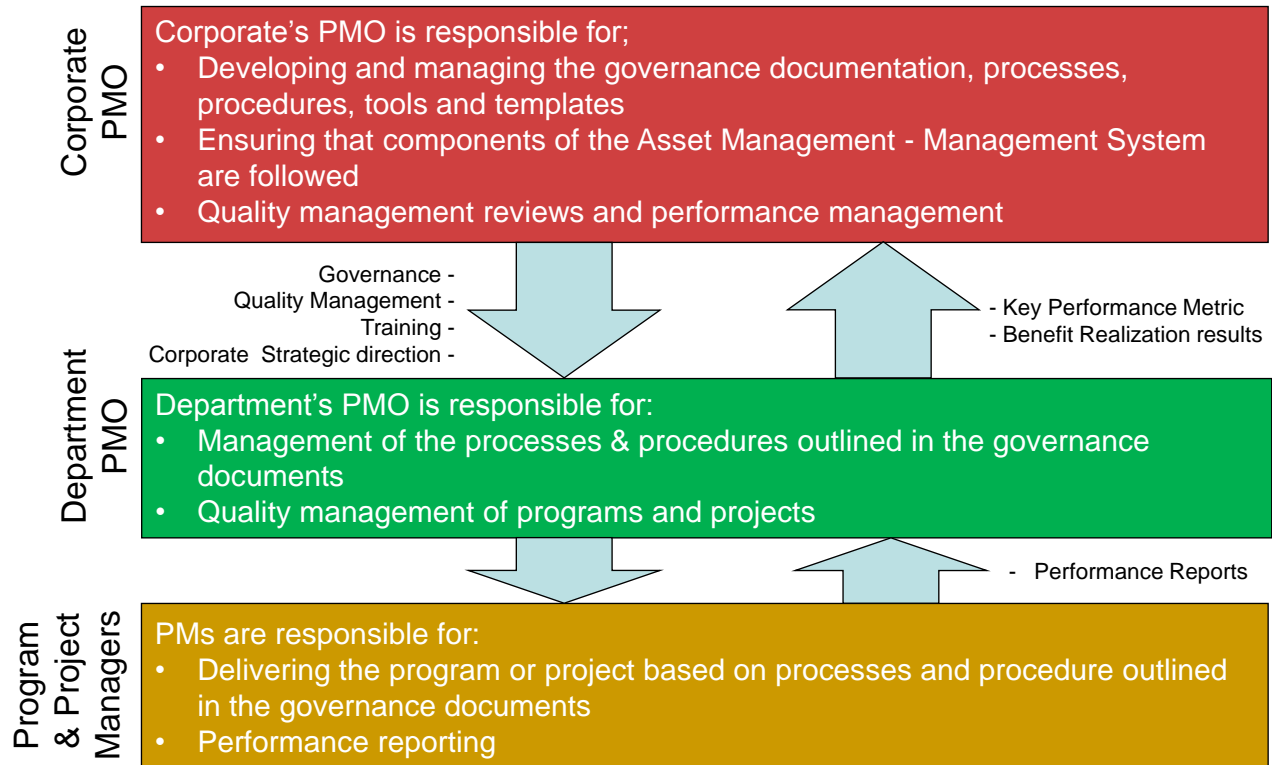 Corporate
PMO
Corporate’s PMO is responsible for;
• Developing and managing the governance documentation, processes,
procedures, tools and templates
• Ensuring that components of the Asset Management - Management System
are followed
• Quality management reviews and performance management
Governance -
Quality Management -
Training -
Corporate Strategic direction -
- Key Performance Metric
- Benefit Realization results
Department
PMO
Department’s PMO is responsible for:
• Management of the processes & procedures outlined in the governance
documents
• Quality management of programs and projects
- Performance Reports
Program
& Project
Managers
PMs are responsible for:
• Delivering the program or project based on processes and procedure outlined
in the governance documents
• Performance reporting